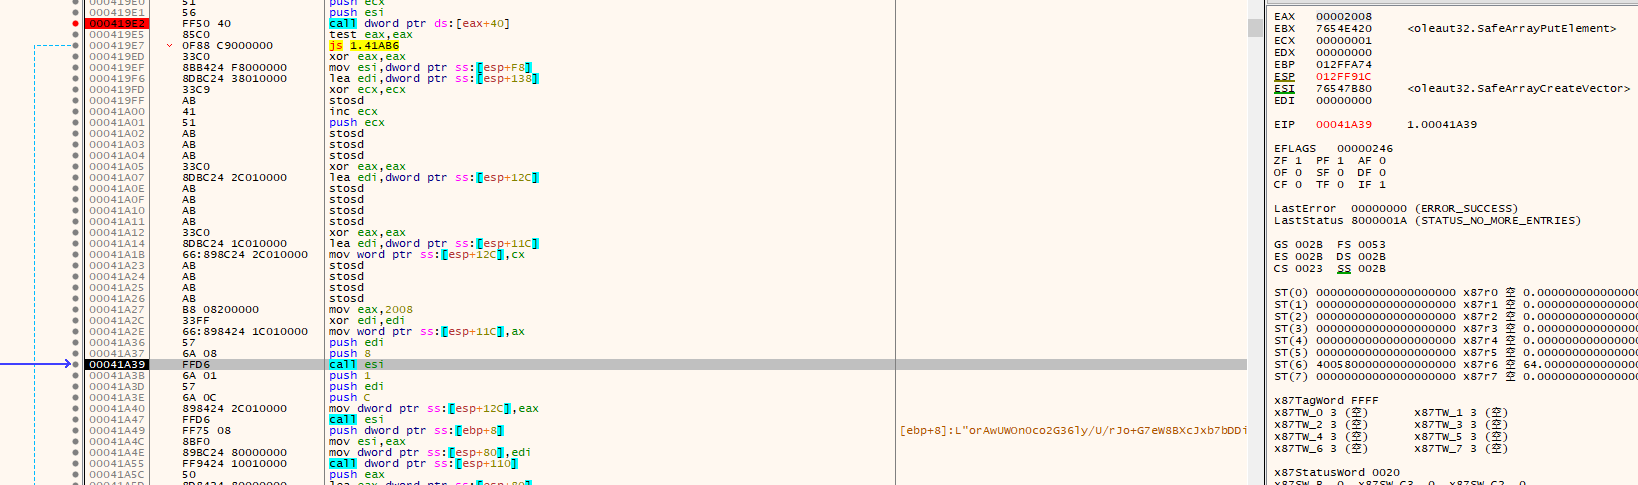 000419E0 51 push ecx
000419E1 56 push esi
000419E2 FF50 40 call dword ptr ds:[eax+40]
000419E5 85C0 test eax,eax
000419E7 0F88 C9000000 js 1.41AB6
000419ED 33C0 xor eax,eax
000419EF 8BB424 F8000000 mov esi,dword ptr ss:[esp+F8]
000419F6 8DBC24 38010000 lea edi,dword ptr ss:[esp+138]
000419FD 33C9 xor ecx,ecx
000419FF AB stosd
00041A00 41 inc ecx
00041A01 51 push ecx
00041A02 AB stosd
00041A03 AB stosd
00041A04 AB stosd
00041A05 33C0 xor eax,eax
00041A07 8DBC24 2C010000 lea edi,dword ptr ss:[esp+12C]
00041A0E AB stosd
00041A0F AB stosd
00041A10 AB stosd
00041A11 AB stosd
00041A12 33C0 xor eax,eax
00041A14 8DBC24 1C010000 lea edi,dword ptr ss:[esp+11C]
00041A1B 66:898C24 2C010000 mov word ptr ss:[esp+12C],cx
00041A23 AB stosd
00041A24 AB stosd
00041A25 AB stosd
00041A26 AB stosd
00041A27 B8 08200000 mov eax,2008
00041A2C 33FF xor edi,edi
00041A2E 66:898424 1C010000 mov word ptr ss:[esp+11C],ax
00041A36 57 push edi
00041A37 6A 08 push 8
00041A39 FFD6 call esi
00041A3B 6A 01 push 1
00041A3D 57 push edi
00041A3E 6A 0C push C
00041A40 898424 2C010000 mov dword ptr ss:[esp+12C],eax
00041A47 FFD6 call esi
00041A49 FF75 08 push dword ptr ss:[ebp+8] [ebp+8]:L"orAwUWOnOco2G36ly/U/rJo+G7eW8BXcJxb7bDDi
00041A4C 8BF0 mov esi,eax
00041A4E 89BC24 80000000 mov dword ptr ss:[esp+80],edi
00041A55 FF9424 10010000 call dword ptr ss:[esp+110]
00041A5C 50 push eax
EAX 00002008
EBX 7654E420 <oleaut32.SafeArrayPutElement>
ECX 00000001
EDX 00000000
EBP 012FFA74
ESP 012FF91C
ESI 76547B80 <oleaut32.SafeArrayCreateVector>
EDI 00000000
EIP 00041A39 1.00041A39
EFLAGS 00000246
ZF 1 PF 1 AF 0
OF 0 SF 0 DF 0
CF 0 TF 0 IF 1
LastError 00000000 (ERROR_SUCCESS)
LastStatus 8000001A (STATUS_NO_MORE_ENTRIES)
GS 002B FS 0053
ES 002B DS 002B
CS 0023 SS 002B
ST(0) 00000000000000000000 x87r0 空 0.0000000000000
ST(1) 00000000000000000000 x87r1 空 0.0000000000000
ST(2) 00000000000000000000 x87r2 空 0.0000000000000
ST(3) 00000000000000000000 x87r3 空 0.0000000000000
ST(4) 00000000000000000000 x87r4 空 0.0000000000000
ST(5) 00000000000000000000 x87r5 空 0.0000000000000
ST(6) 40058000000000000000 x87r6 空 64.000000000000
ST(7) 00000000000000000000 x87r7 空 0.0000000000000
x87TagWord FFFF
x87TW_0 3 (空) x87TW_1 3 (空)
x87TW_2 3 (空) x87TW_3 3 (空)
x87TW_4 3 (空) x87TW_5 3 (空)
x87TW_6 3 (空) x87TW_7 3 (空)
x87StatusWord 0020